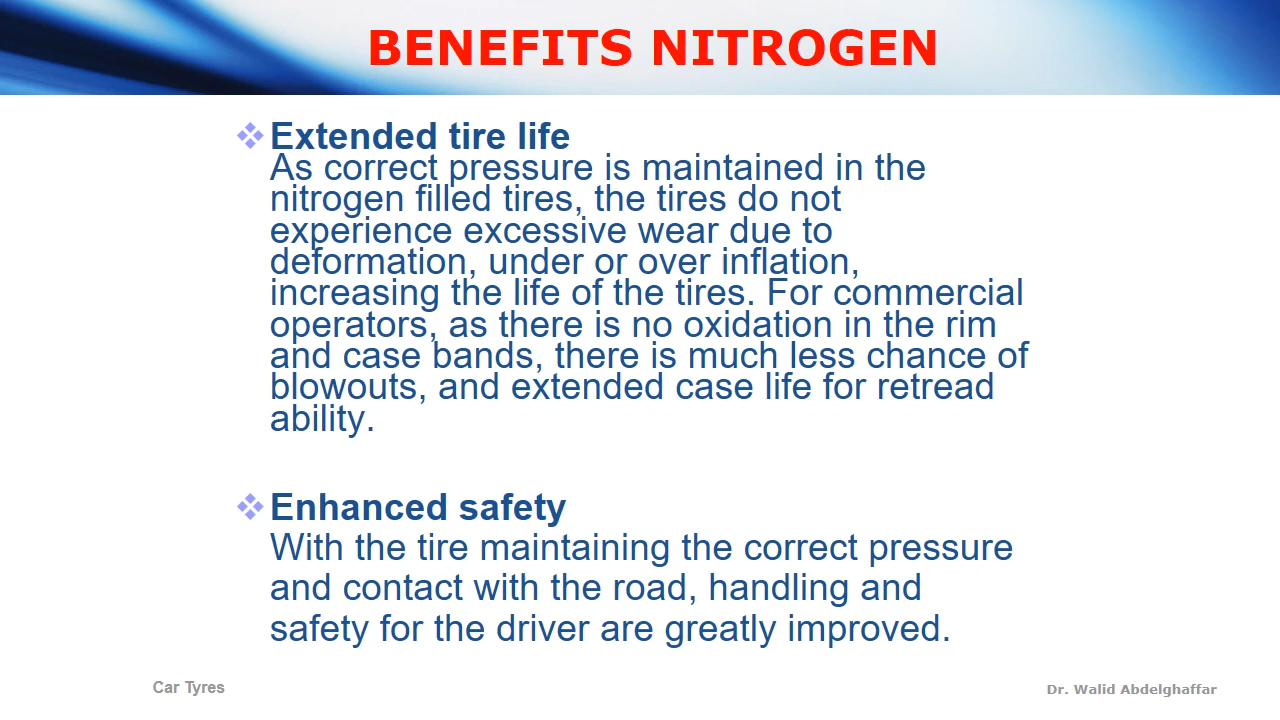 BENEFITS NITROGEN
Extended tire life
As correct pressure is maintained in the
nitrogen filled tires, the tires do not
experience excessive wear due to
deformation, under or over inflation,
increasing the life of the tires. For commercial
operators, as there is no oxidation in the rim
and case bands, there is much less chance of
blowouts, and extended case life for retread
ability.
Enhanced safety
With the tire maintaining the correct pressure
and contact with the road, handling and
safety for the driver are greatly improved.
Car Tyres
Dr. Walid Abdelghaffar